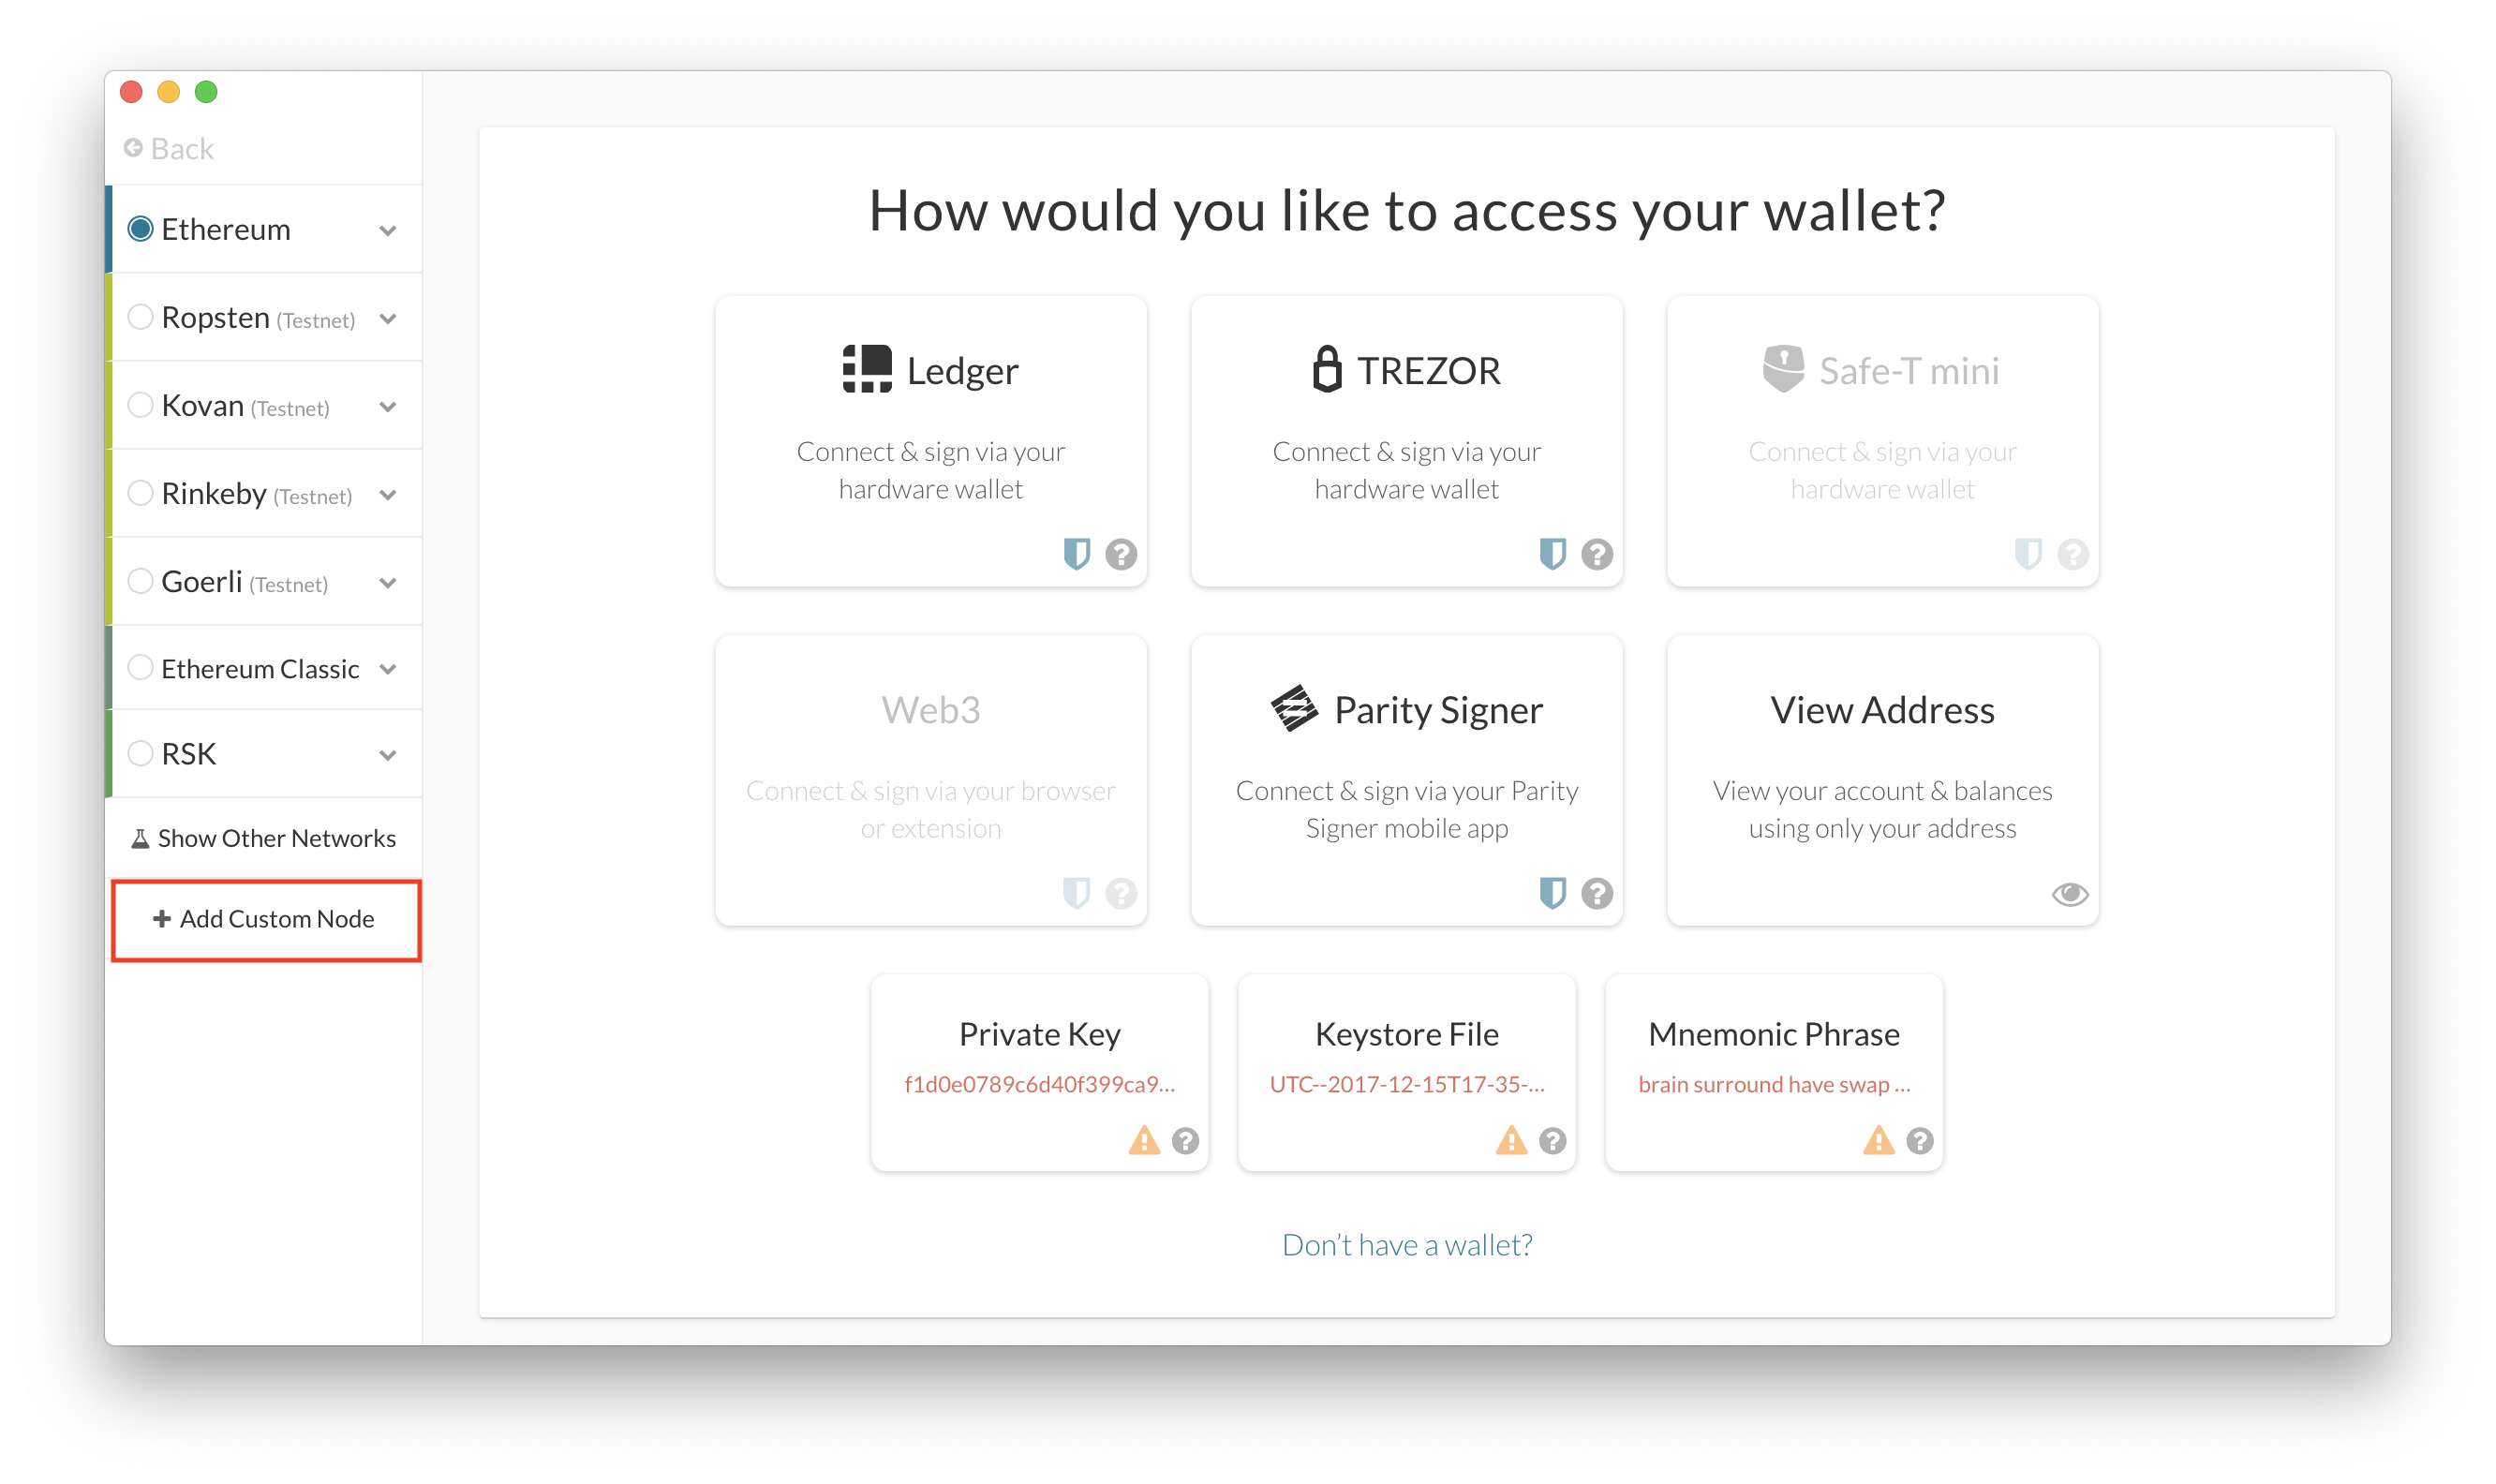 Back
Ethereum
Ropsten (Testnet)
Kovan (Testnet)
Rinkeby (Testnet)
Goerli (Testnet)
Ethereum Classic
RSK
Show Other Networks
+ Add Custom Node
How would you like to access your wallet?
Ledger
Connect & sign via your
hardware wallet
TREZOR
Connect & sign via your
hardware wallet
Safe-T mini
Connect & sign via your
hardware wallet
Web3
Connect & sign via your browser
or extension
Parity Signer
Connect & sign via your Parity
Signer mobile app
View Address
View your account & balances
using only your address
Private Key
f1d0e0789c6d40f399ca9...
Keystore File
UTC--2017-12-15T17-35-...
Mnemonic Phrase
brain surround have swap ...
Don’t have a wallet?